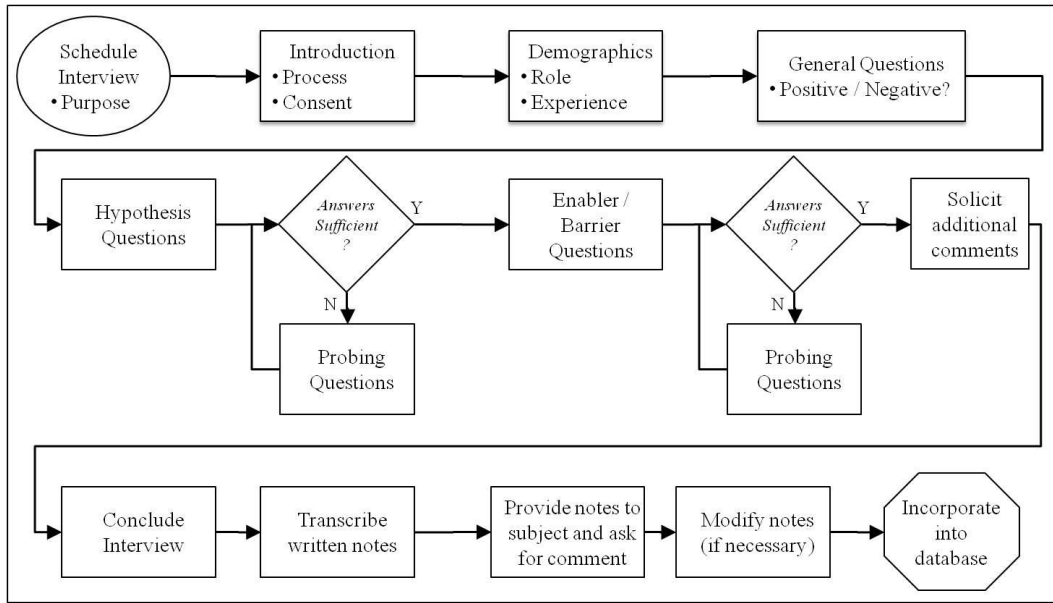 Schedule
Interview
• Purpose
Introduction
• Process
• Consent
Demographics
• Role
• Experience
General Questions
• Positive / Negative?
Hypothesis
Questions
Answers
Sufficient
?
Y
N
Probing
Questions
Enabler /
Barrier
Questions
Answers
Sufficient
?
Y
N
Probing
Questions
Solicit
additional
comments
Conclude
Interview
Transcribe
written notes
Provide notes to
subject and ask
for comment
Modify notes
(if necessary)
Incorporate
into
database